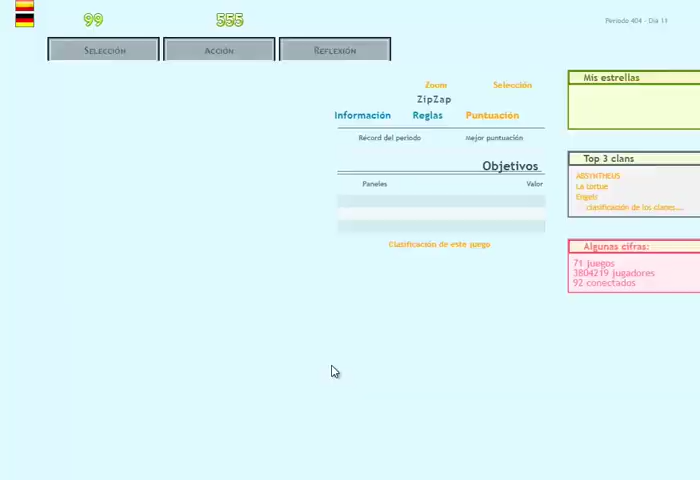 99
555
Periodo 404 - Dia 11
Selección
Acción
Reflexión
Zoom
Selección
ZipZap
Información
Reglas
Puntuación
Récord del periodo
Mejor puntuación
Objetivos
Paneles
Valor
Clasificación de este juego
Mis estrellas
Top 3 clans
ABSYNTHEUS
La tortue
clasificación de los clanes...
Algunas cifras:
71 juegos
3804219 jugadores
92 conectados